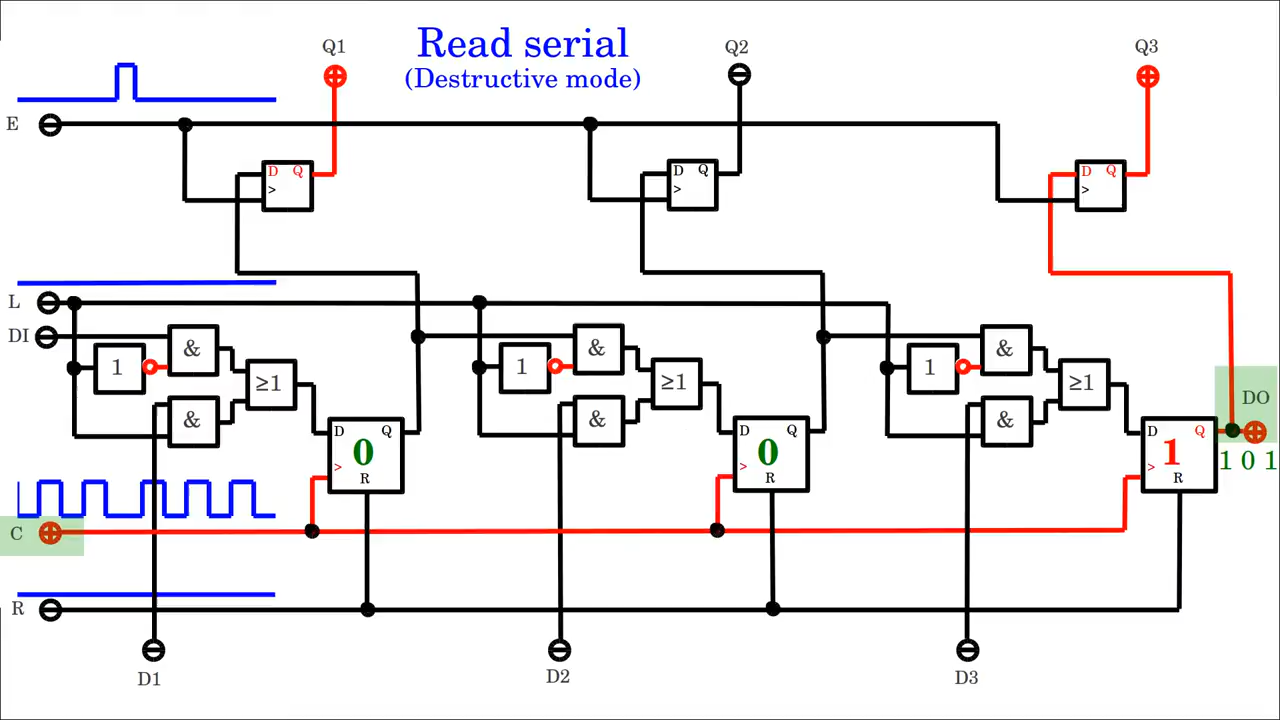 Read serial
(Destructive mode)
Q1
Q2
Q3
E
D Q
>
D Q
>
D Q
>
L
DI
1
&
≥1
&
1
&
≥1
&
1
&
≥1
&
DO
D Q
0
>
R
D Q
0
>
R
D Q
1
>
R
1 0 1
C
R
D1
D2
D3